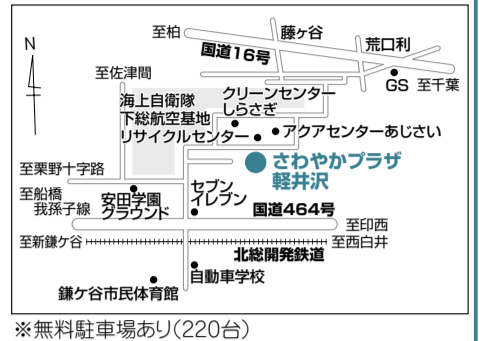 至柏
藤ヶ谷
荒口利
国道16号
N
至佐津間
GS
至千葉
クリーンセンター
しらさぎ
海上自衛隊
下総航空基地
リサイクルセンター
アクアセンターあじさい
さわやかプラザ
軽井沢
至栗野十字路
至船橋
我孫子線
安田学園
グラウンド
セブン
イレブン
国道464号
至印西
至新鎌ケ谷
至西白井
北総開発鉄道
自動車学校
鎌ケ谷市民体育館
※無料駐車場あり(220台)